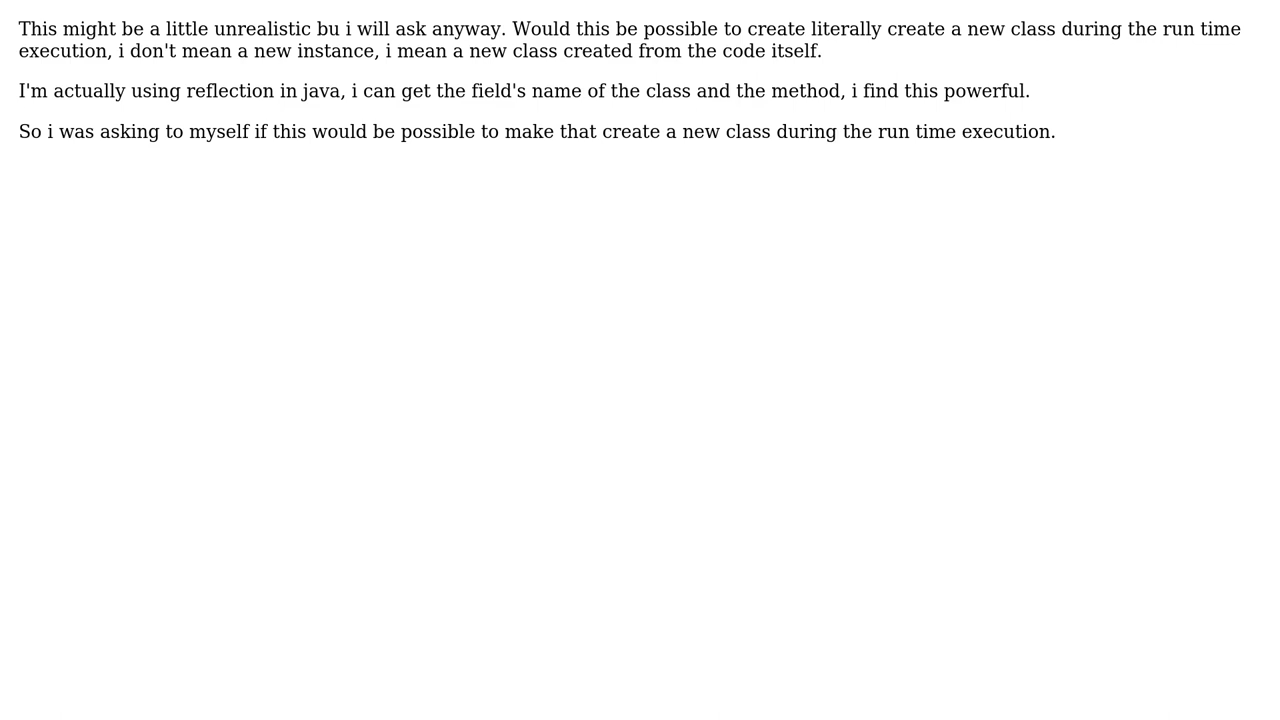 This might be a little unrealistic bu i will ask anyway. Would this be possible to create literally create a new class during the run time
execution, i don't mean a new instance, i mean a new class created from the code itself.
I'm actually using reflection in java, i can get the field's name of the class and the method, i find this powerful.
So i was asking to myself if this would be possible to make that create a new class during the run time execution.